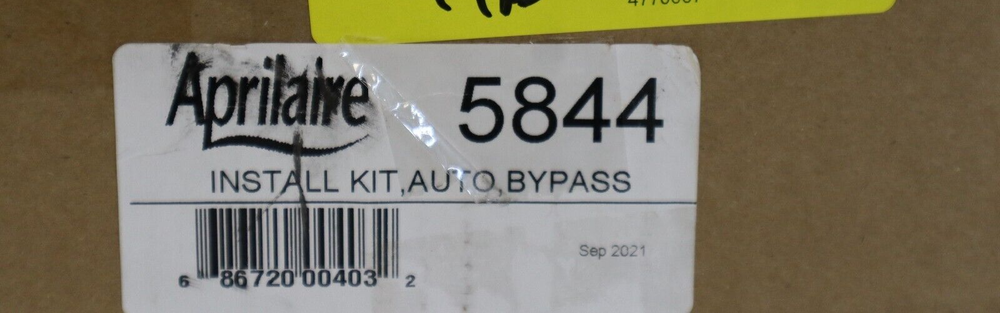 Aprilaire
5844
INSTALL KIT,AUTO,BYPASS
Sep 2021
6 86720 00403 2